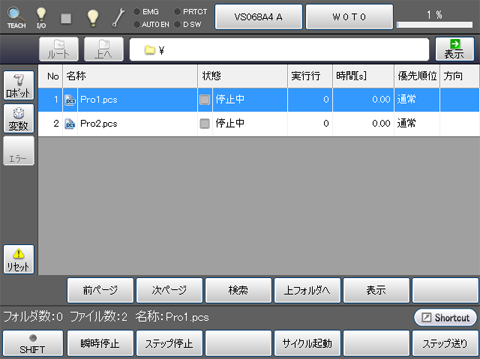 TEACH I/O EMG PRTCT AUTO EN D SW VS068A4 A W 0 T 0 1 %
ルート 上へ ¥ 表示
No 名称 状態 実行行 時間[s] 優先順位 方向
1 Pro1.pcs 停止中 0 0.00 通常
2 Pro2.pcs 停止中 0 0.00 通常
ロボット
変数
エラー
リセット
前ページ 次ページ 検索 上フォルダへ 表示
フォルダ数:0 ファイル数:2 名称:Pro1.pcs Shortcut
SHIFT 瞬時停止 ステップ停止 サイクル起動 ステップ送り